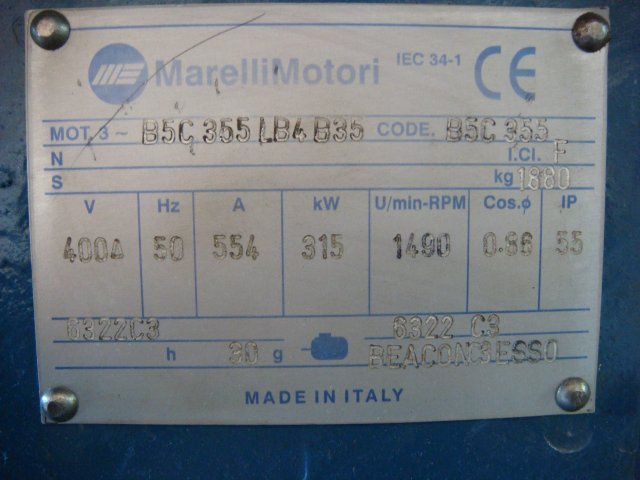 MarelliMotori IEC 34-1 CE
MOT. 3 ~ B5C 355 LB4 B35 CODE. B5C 355
N I.Cl. F
S kg 1880
V Hz A kW U/min-RPM Cos.ø IP
400Δ 50 554 315 1490 0.86 55
6322C3 6322 C3
h 30 g BEACON3ESSO
MADE IN ITALY